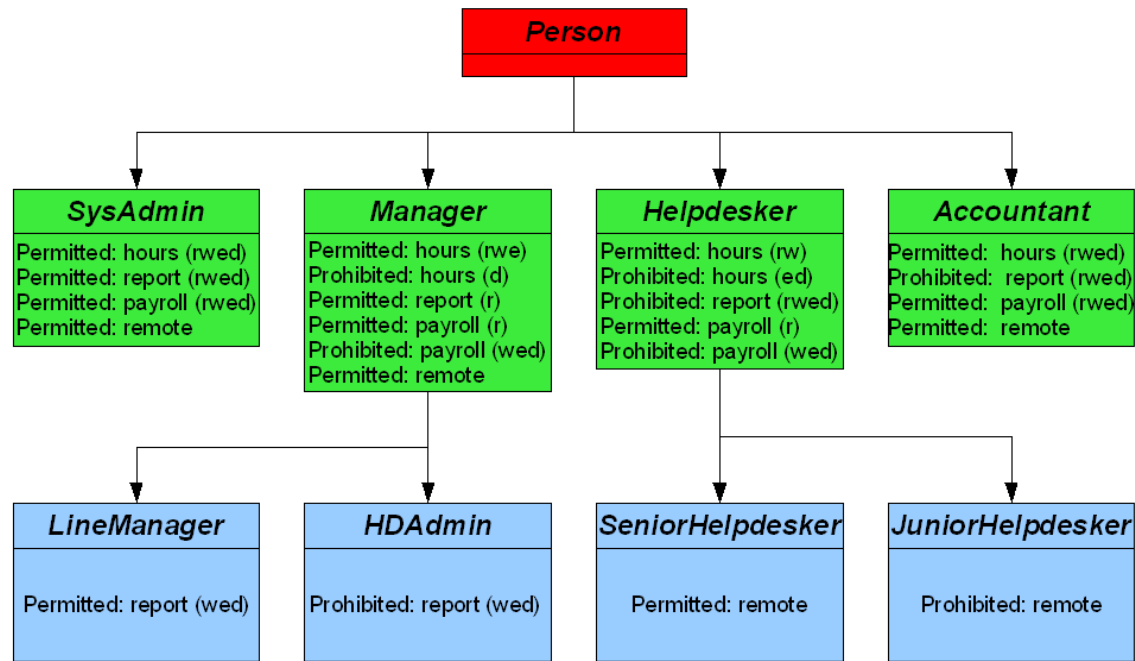 Person
SysAdmin
Permitted: hours (rwed)
Permitted: report (rwed)
Permitted: payroll (rwed)
Permitted: remote
Manager
Permitted: hours (rwe)
Prohibited: hours (d)
Permitted: report (r)
Permitted: payroll (r)
Prohibited: payroll (wed)
Permitted: remote
Helpdesker
Permitted: hours (rw)
Prohibited: hours (ed)
Prohibited: report (rwed)
Permitted: payroll (r)
Prohibited: payroll (wed)
Accountant
Permitted: hours (rwed)
Prohibited: report (rwed)
Permitted: payroll (rwed)
Permitted: remote
LineManager
Permitted: report (wed)
HDAdmin
Prohibited: report (wed)
SeniorHelpdesker
Permitted: remote
JuniorHelpdesker
Prohibited: remote